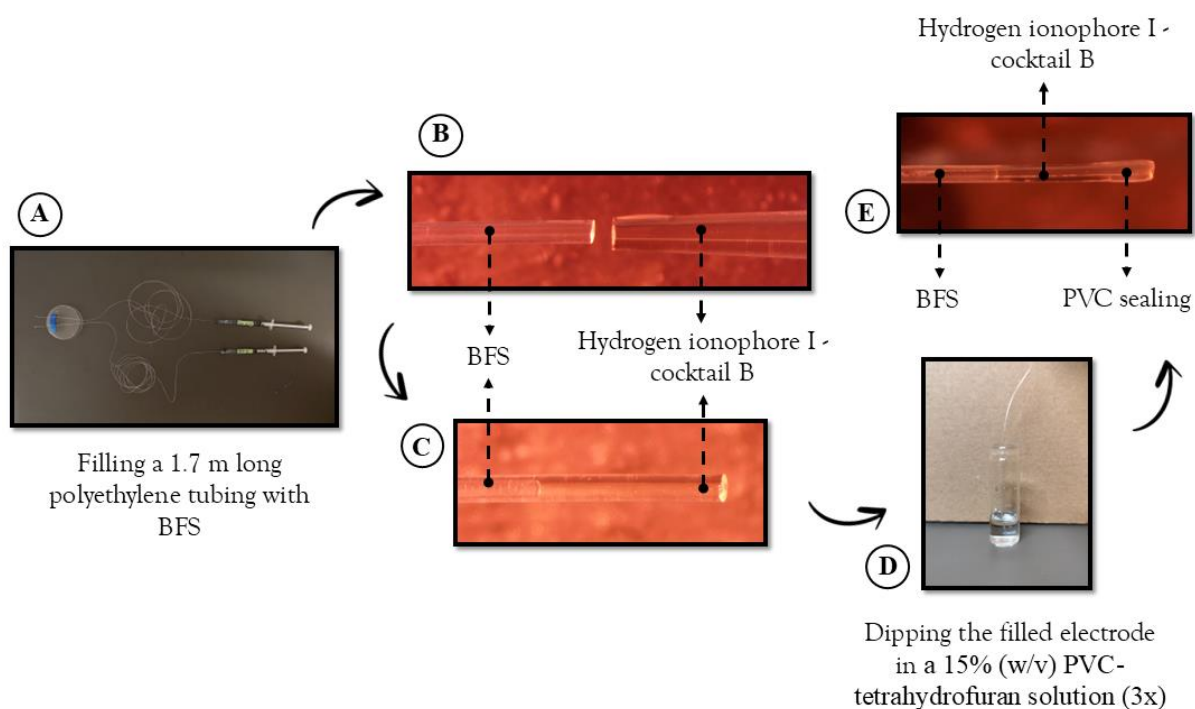 A
Filling a 1.7 m long
polyethylene tubing with
BFS
B
BFS
Hydrogen ionophore I -
cocktail B
C
D
Dipping the filled electrode
in a 15% (w/v) PVC-
tetrahydrofuran solution (3x)
Hydrogen ionophore I -
cocktail B
E
BFS
PVC sealing